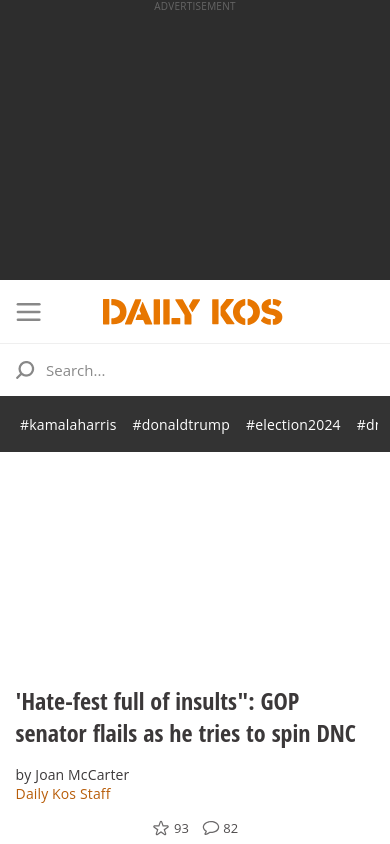 ADVERTISEMENT
DAILY KOS
Search...
#kamalaharris #donaldtrump #election2024
'Hate-fest full of insults": GOP
senator flails as he tries to spin DNC
by Joan McCarter
Daily Kos Staff
93 82